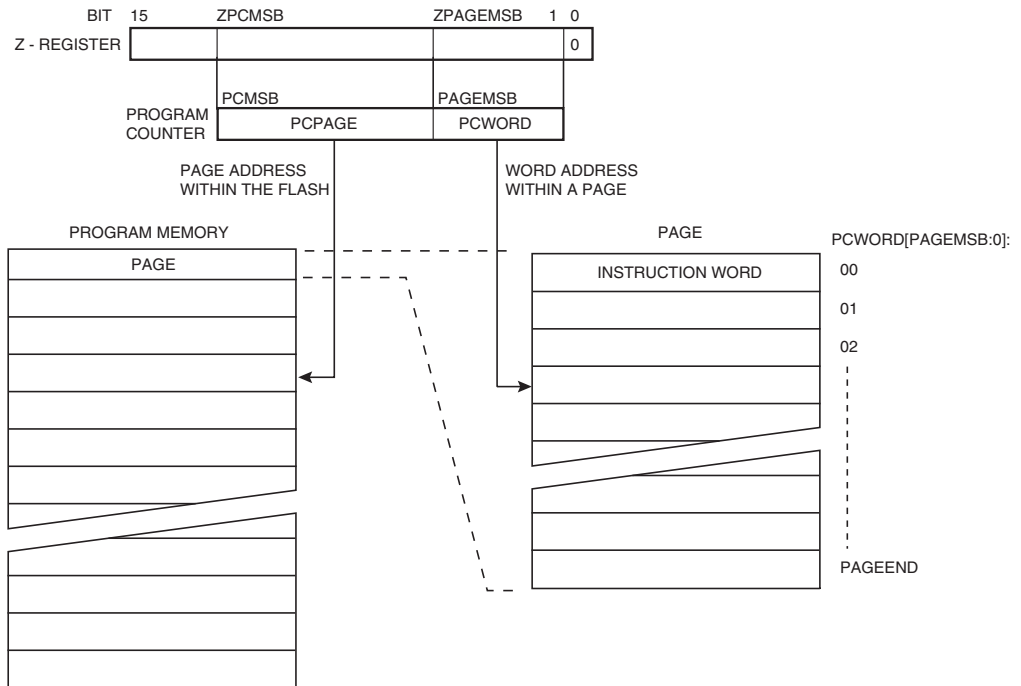 BIT 15 ZPCMSB ZPAGEMSB 1 0
Z - REGISTER 0
PCMSB PAGEMSB
PROGRAM
COUNTER
PCPAGE PCWORD
PAGE ADDRESS
WITHIN THE FLASH
WORD ADDRESS
WITHIN A PAGE
PROGRAM MEMORY
PAGE
PAGE
PCWORD[PAGEMSB:0]:
INSTRUCTION WORD
00
01
02
PAGEEND